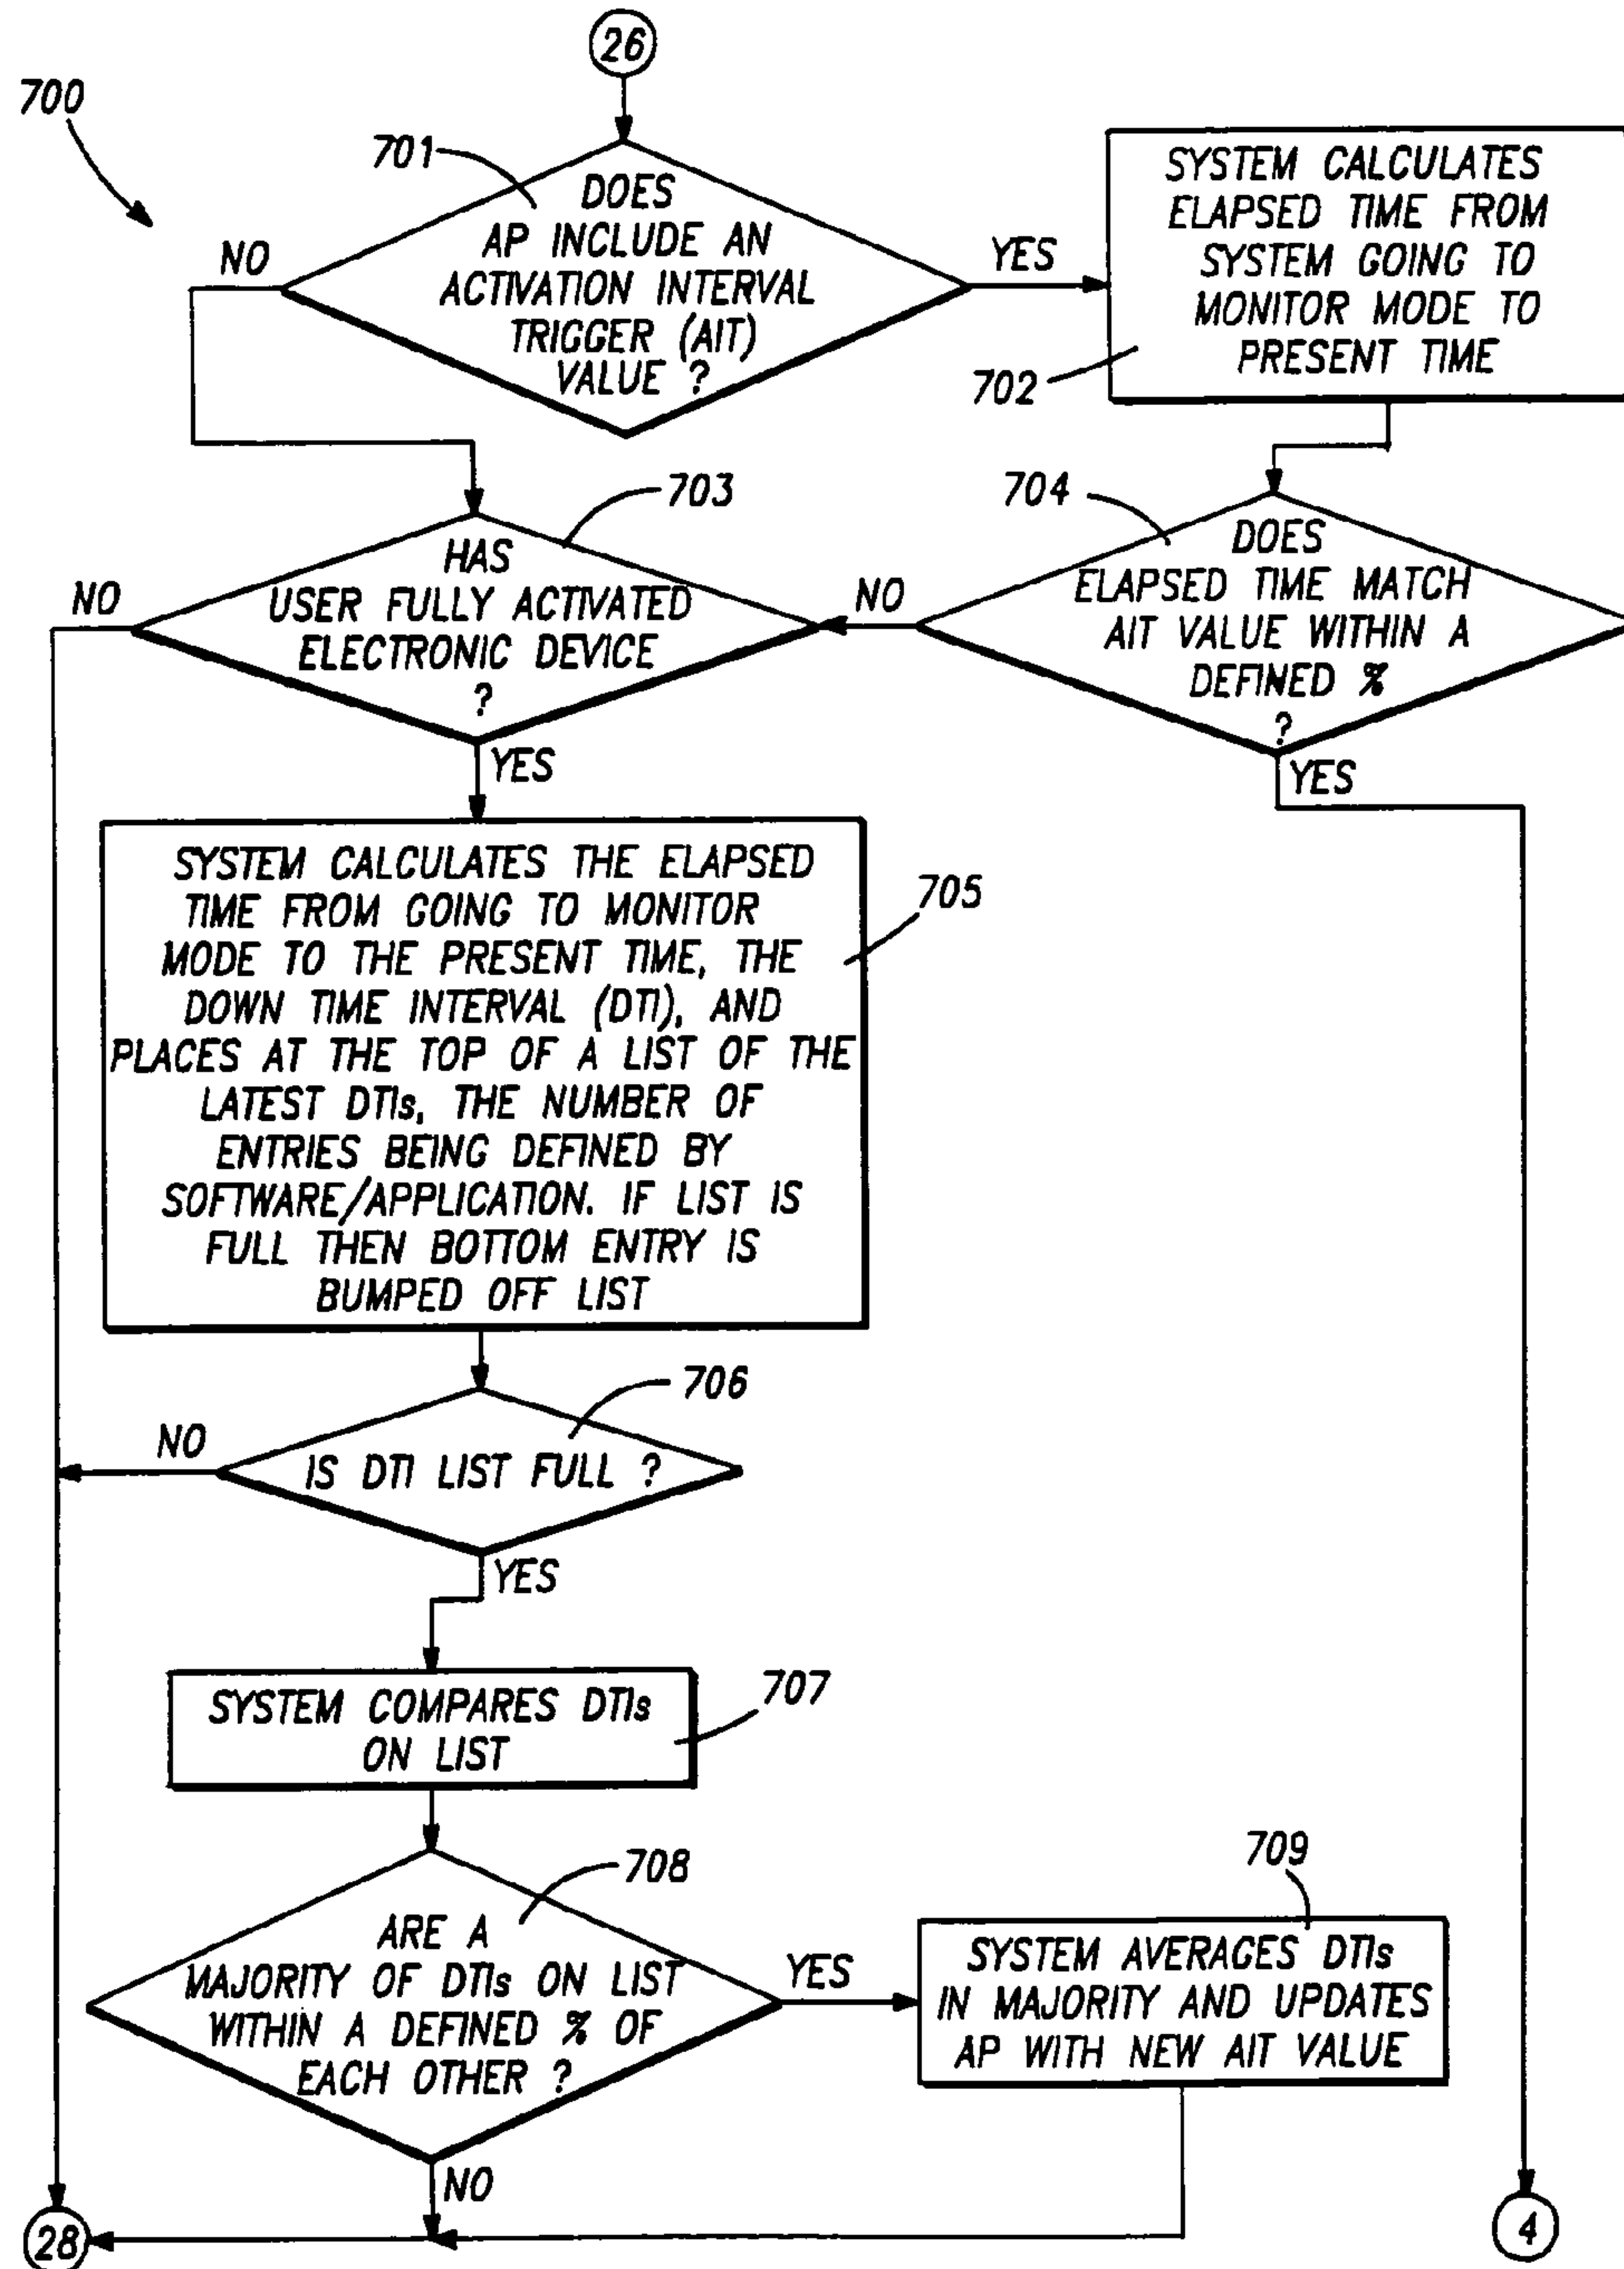 26
700
701
DOES
AP INCLUDE AN
ACTIVATION INTERVAL
TRIGGER (AIT)
VALUE ?
NO
YES
SYSTEM CALCULATES
ELAPSED TIME FROM
SYSTEM GOING TO
MONITOR MODE TO
PRESENT TIME
702
703
HAS
USER FULLY ACTIVATED
ELECTRONIC DEVICE
?
NO
YES
704
DOES
ELAPSED TIME MATCH
AIT VALUE WITHIN A
DEFINED %
?
NO
YES
SYSTEM CALCULATES THE ELAPSED
TIME FROM GOING TO MONITOR
MODE TO THE PRESENT TIME, THE
DOWN TIME INTERVAL (DTI), AND
PLACES AT THE TOP OF A LIST OF THE
LATEST DTIs, THE NUMBER OF
ENTRIES BEING DEFINED BY
SOFTWARE/APPLICATION. IF LIST IS
FULL THEN BOTTOM ENTRY IS
BUMPED OFF LIST
705
706
IS DTI LIST FULL ?
NO
YES
SYSTEM COMPARES DTIs
ON LIST
707
708
ARE A
MAJORITY OF DTIs ON LIST
WITHIN A DEFINED % OF
EACH OTHER ?
YES
NO
709
SYSTEM AVERAGES DTIs
IN MAJORITY AND UPDATES
AP WITH NEW AIT VALUE
28
4